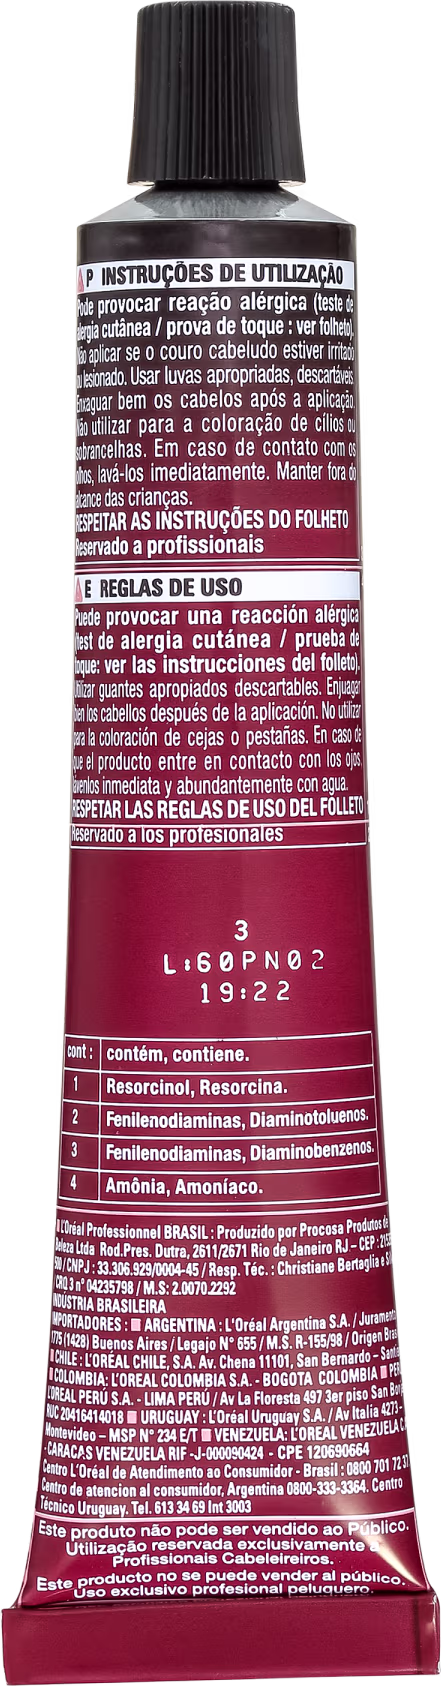 P INSTRUÇÕES DE UTILIZAÇÃO
Pode provocar reação alérgica (teste de
alergia cutânea / prova de toque : ver folheto).
Não aplicar se o couro cabeludo estiver irritado
ou lesionado. Usar luvas apropriadas, descartáveis
Enxaguar bem os cabelos após a aplicação.
Não utilizar para a coloração de cílios ou
sobrancelhas. Em caso de contato com os
olhos, lavá-los imediatamente. Manter fora do
alcance das crianças.
RESPEITAR AS INSTRUÇÕES DO FOLHETO
Reservado a profissionais
E REGLAS DE USO
Puede provocar una reacción alérgica
(test de alergia cutánea / prueba de
toque: ver las instrucciones del folleto).
Utilizar guantes apropiados descartables. Enjuagar
bien los cabellos después de la aplicación. No utilizar
para la coloración de cejas o pestañas. En caso de
que el producto entre en contacto con los ojos,
lavenlos inmediata y abundantemente con agua.
RESPETAR LAS REGLAS DE USO DEL FOLLETO
Reservado a los profesionales
3
L:60PN02
19:22
cont : contém, contiene.
1 Resorcinol, Resorcina.
2 Fenilenodiaminas, Diaminotoluenos.
3 Fenilenodiaminas, Diaminobenzenos.
4 Amônia, Amoníaco.
L'Oréal Professionnel BRASIL : Produzido por Procosa Produtos de
Beleza Ltda Rod.Pres. Dutra, 2611/2671 Rio de Janeiro RJ – CEP :
/ CNPJ : 33.306.929/0004-45 / Resp. Téc. : Christiane Bertaglia e
CRQ 3 n° 04235798 / M.S: 2.0070.2292
INDÚSTRIA BRASILEIRA
IMPORTADORES : ARGENTINA : L'Oréal Argentina S.A. / Juramento
1775 (1428) Buenos Aires / Legajo N° 655 / M.S. R-155/98 / Origen
CHILE : L'ORÉAL CHILE, S.A. Av. Chena 11101, San Bernardo –
COLOMBIA: L'OREAL COLOMBIA S.A. - BOGOTA COLOMBIA
L'OREAL PERÚ S.A. - LIMA PERÚ / Av La Floresta 497 3er piso San
RUC 20416414018 URUGUAY : L'Oréal Uruguay S.A. / Av Italia 4273 –
Montevideo – MSP N° 234 E/T VENEZUELA: L'OREAL VENEZUELA
- CARACAS VENEZUELA RIF -J-000090424 - CPE 120690664
Centro L'Oréal de Atendimento ao Consumidor - Brasil : 0800 701 72
Centro de atencion al consumidor, Argentina 0800-333-3364. Centro
Técnico Uruguay, Tel. 613 34 69 Int 3003
Este produto não pode ser vendido ao Público.
Utilização reservada exclusivamente a
Profissionais Cabeleireiros.
Este producto no se puede vender al público.
Uso exclusivo profesional peluquero.